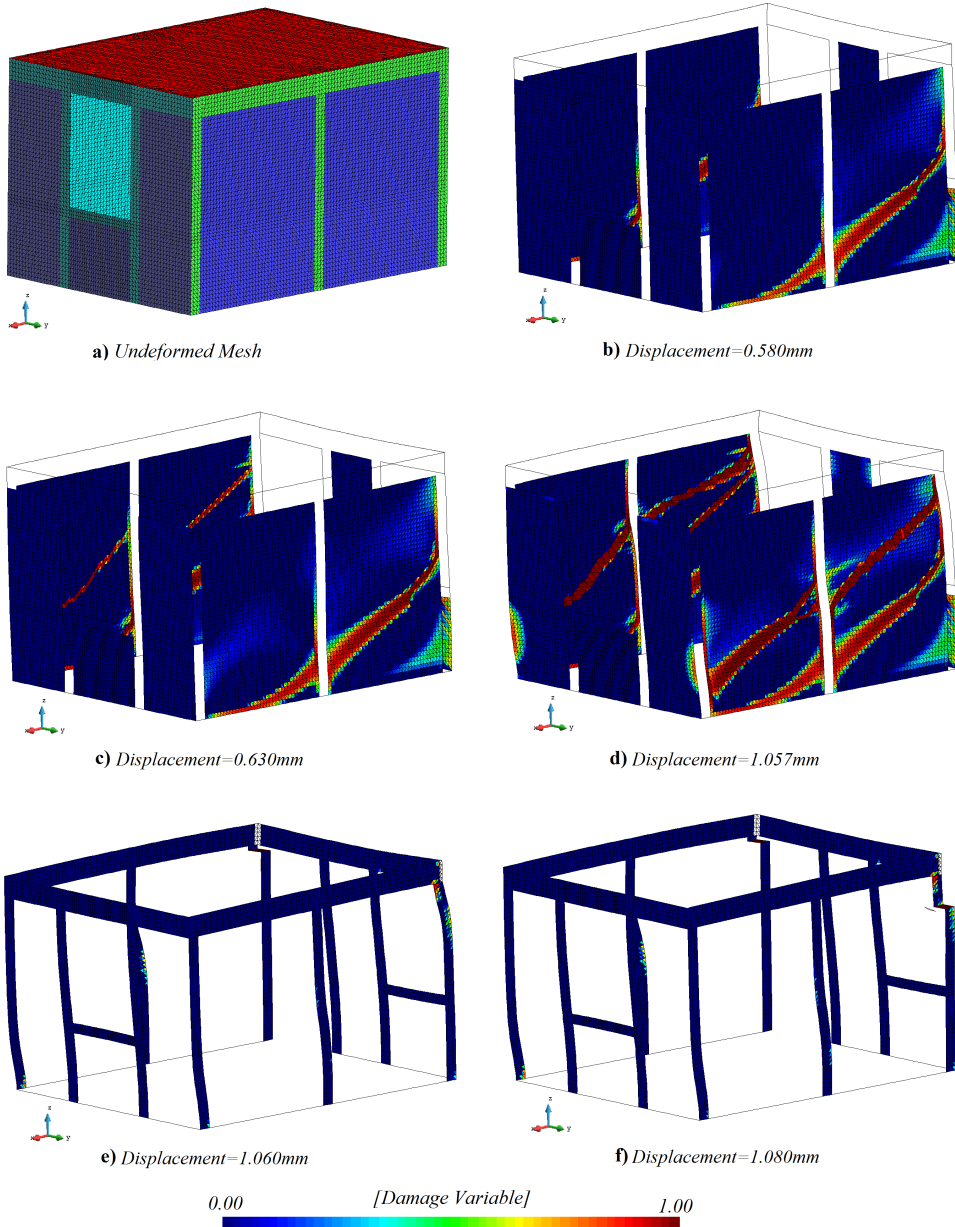 z
x
y
a) Undeformed Mesh
z
x
y
b) Displacement=0.580mm
z
x
y
c) Displacement=0.630mm
z
x
y
d) Displacement=1.057mm
z
x
y
e) Displacement=1.060mm
z
x
y
f) Displacement=1.080mm
0.00 [Damage Variable] 1.00